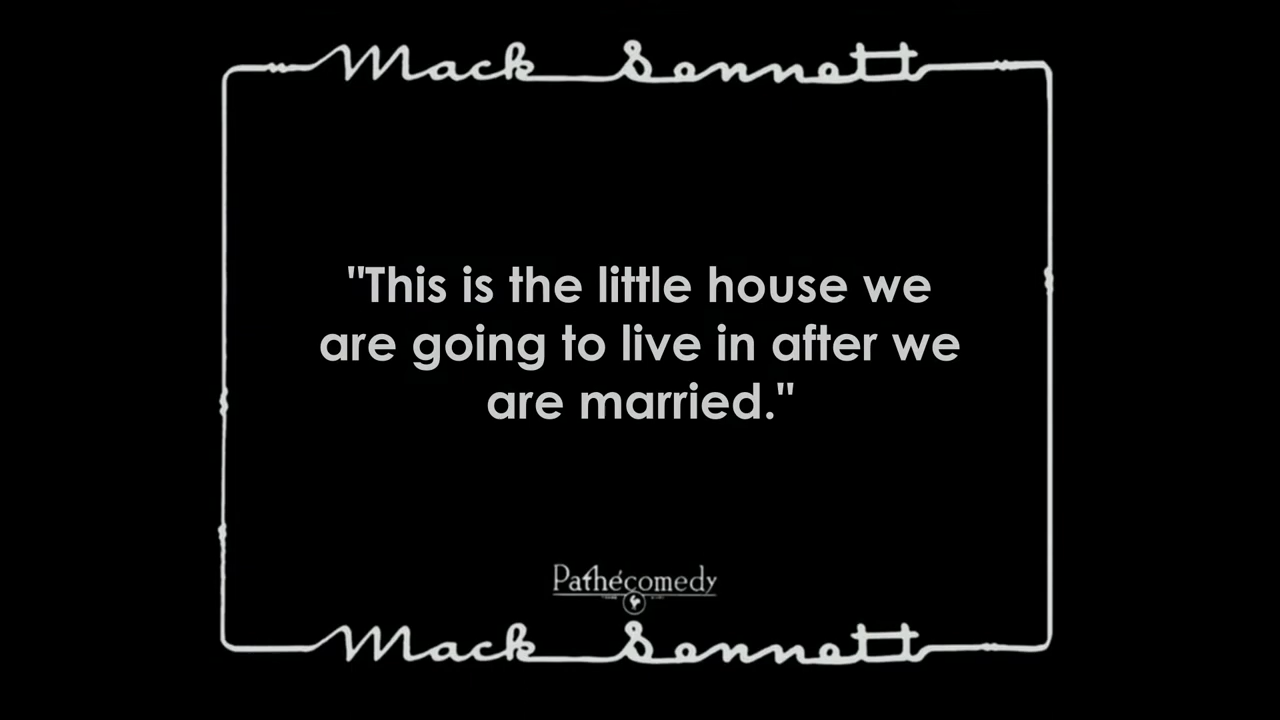 Mack Sennett
"This is the little house we
are going to live in after we
are married."
Pathécomedy
Mack Sennett